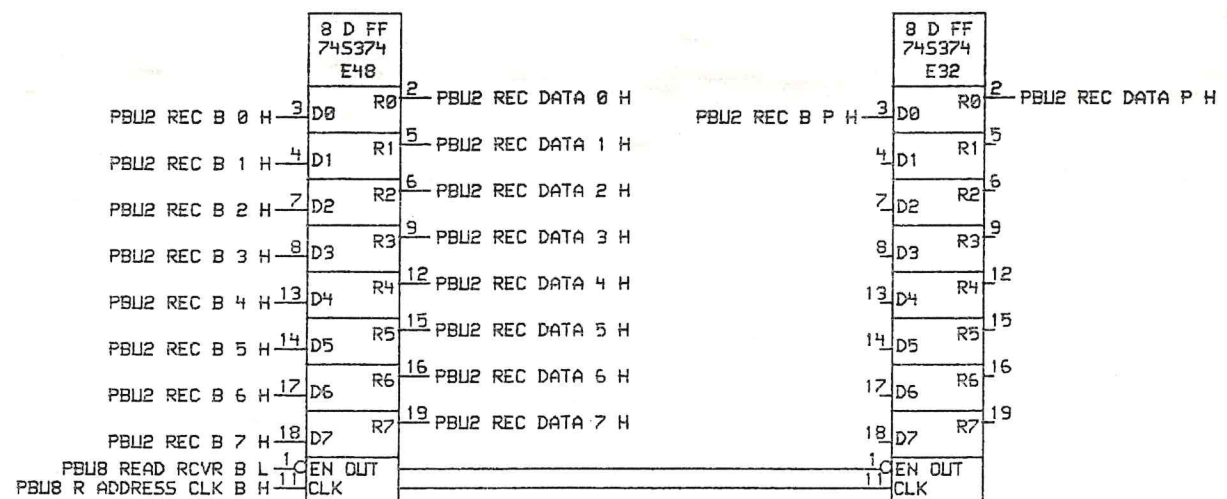 8 D FF
74S374
E48
PBU2 REC B 0 H 3 D0 R0 2 PBU2 REC DATA 0 H
PBU2 REC B 1 H 4 D1 R1 5 PBU2 REC DATA 1 H
PBU2 REC B 2 H 7 D2 R2 6 PBU2 REC DATA 2 H
PBU2 REC B 3 H 8 D3 R3 9 PBU2 REC DATA 3 H
PBU2 REC B 4 H 13 D4 R4 12 PBU2 REC DATA 4 H
PBU2 REC B 5 H 14 D5 R5 15 PBU2 REC DATA 5 H
PBU2 REC B 6 H 17 D6 R6 16 PBU2 REC DATA 6 H
PBU2 REC B 7 H 18 D7 R7 19 PBU2 REC DATA 7 H
PBU8 READ RCVR B L 1 EN OUT
PBU8 R ADDRESS CLK B H 11 CLK
8 D FF
74S374
E32
PBU2 REC B P H 3 D0 R0 2 PBU2 REC DATA P H
4 D1 R1 5
7 D2 R2 6
8 D3 R3 9
13 D4 R4 12
14 D5 R5 15
17 D6 R6 16
18 D7 R7 19
1 EN OUT
11 CLK